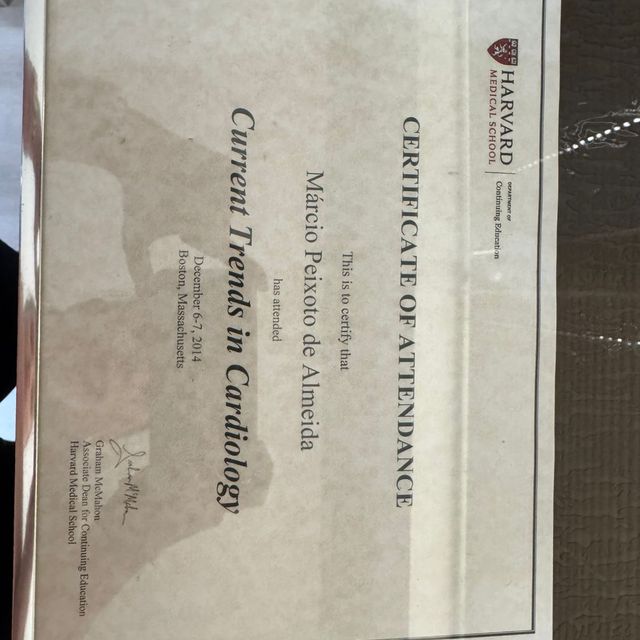 HARVARD
MEDICAL SCHOOL
DEPARTMENT OF
Continuing Education
CERTIFICATE OF ATTENDANCE
This is to certify that
Márcio Peixoto de Almeida
has attended
Current Trends in Cardiology
December 6-7, 2014
Boston, Massachusetts
Graham McMahon
Associate Dean for Continuing Education
Harvard Medical School